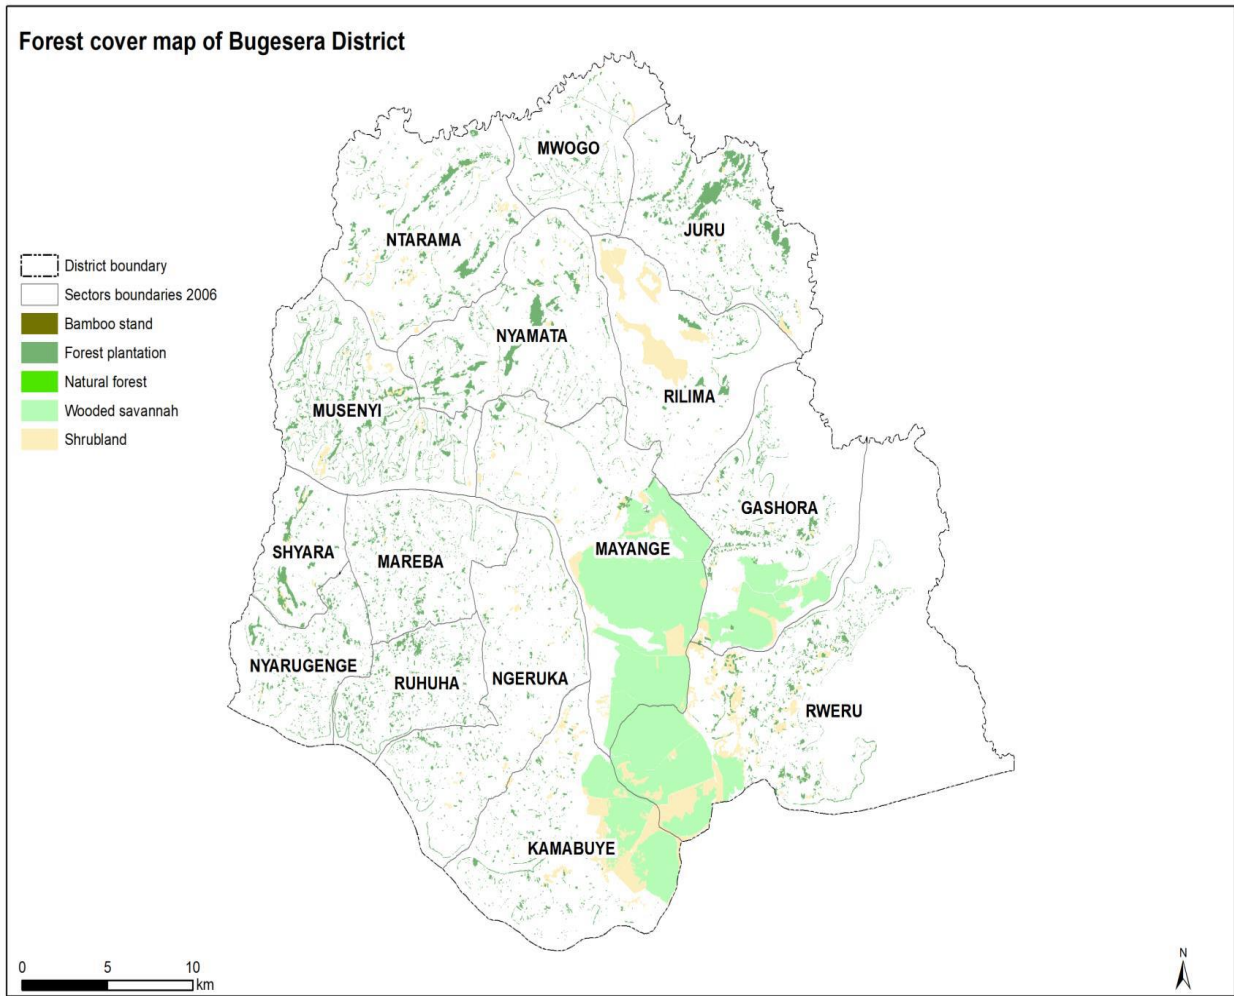 Forest cover map of Bugesera District
MWOGO
JURU
NTARAMA
District boundary
Sectors boundaries 2006
Bamboo stand
Forest plantation
Natural forest
Wooded savannah
Shrubland
NYAMATA
RILIMA
MUSENYI
GASHORA
SHYARA
MAREBA
MAYANGE
NYARUGENGE
RUHUHA
NGERUKA
RWERU
KAMABUYE
0 5 10
km
N